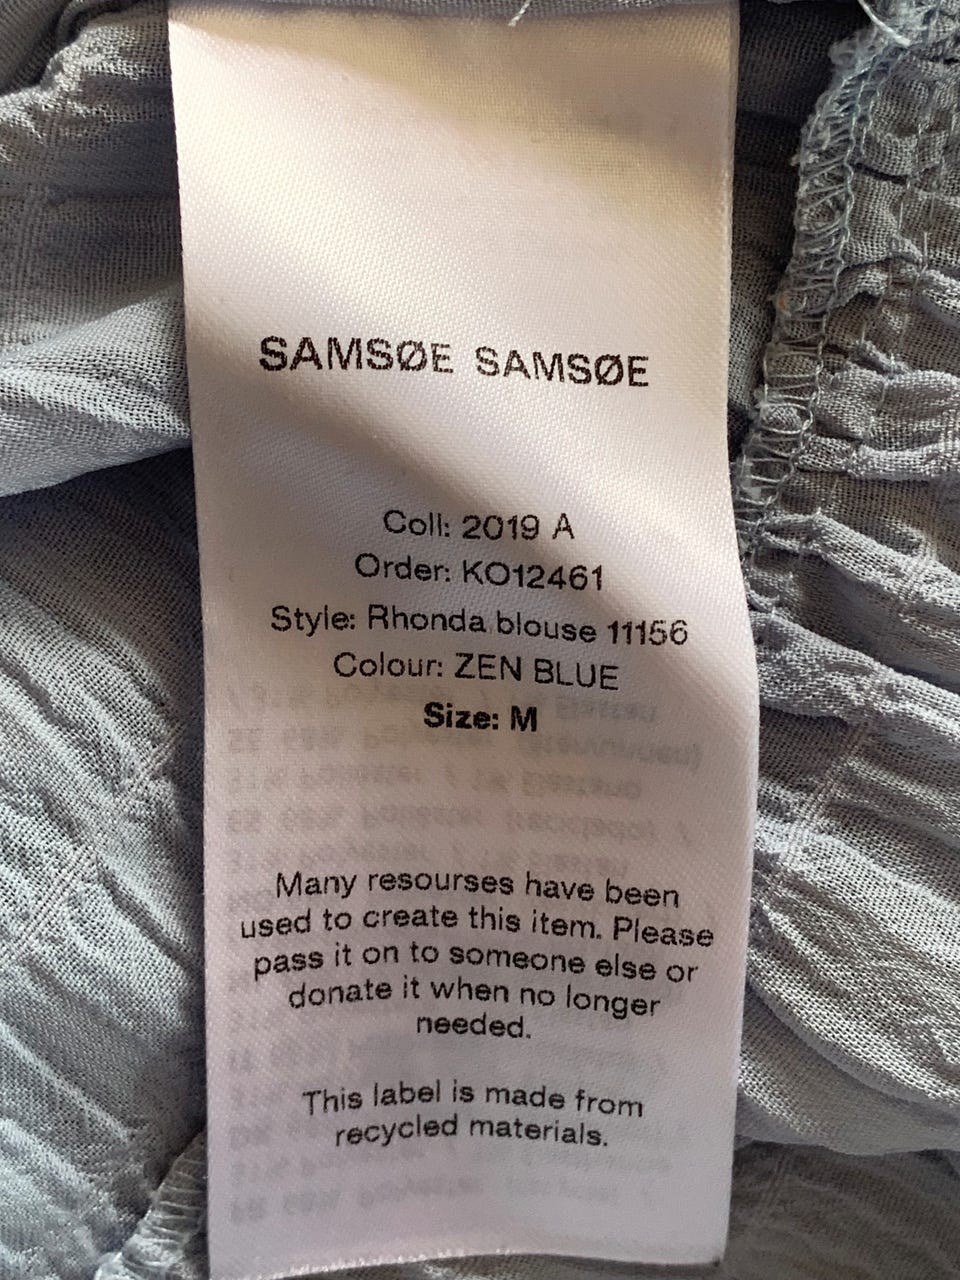 SAMSØE SAMSØE
Coll: 2019 A
Order: KO12461
Style: Rhonda blouse 11156
Colour: ZEN BLUE
Size: M
Many resourses have been
used to create this item. Please
pass it on to someone else or
donate it when no longer
needed.
This label is made from
recycled materials.